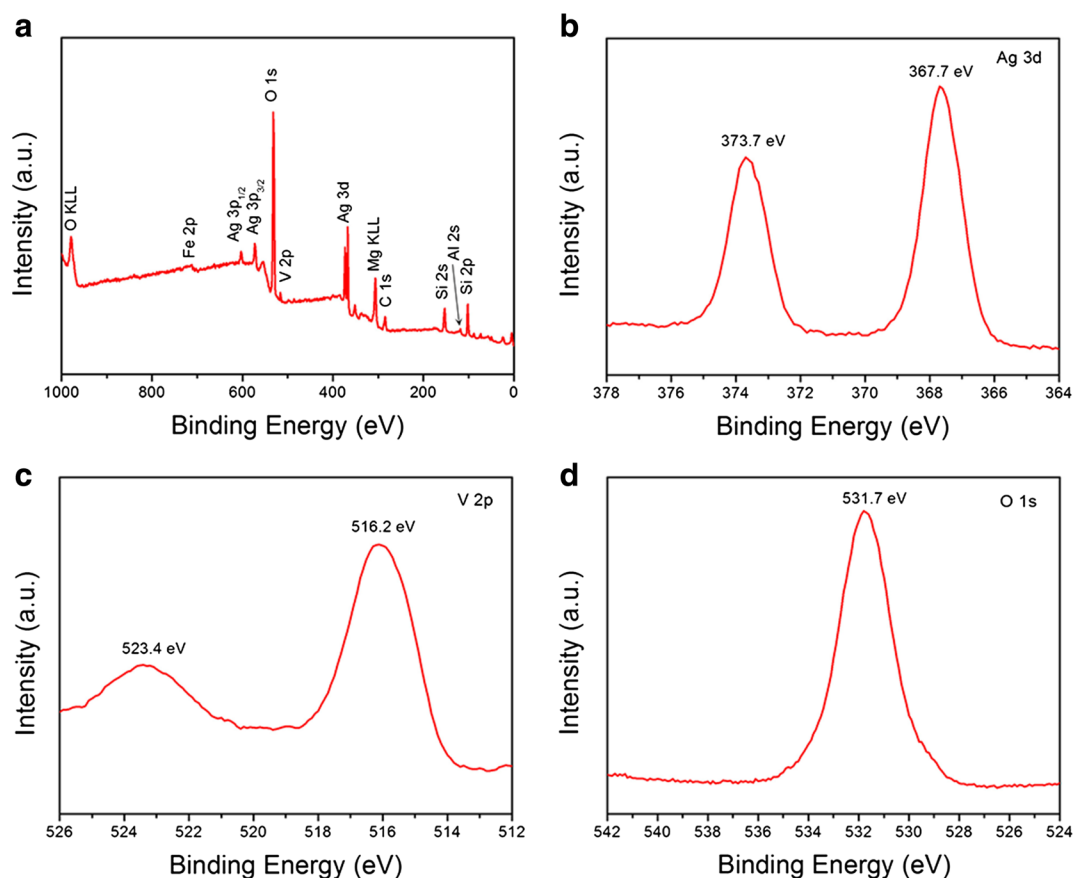 a
O KLL
Fe 2p
Ag 3p1/2
Ag 3p3/2
O 1s
V 2p
Ag 3d
Mg KLL
C 1s
Si 2s
Al 2s
Si 2p
Intensity (a.u.)
1000 800 600 400 200 0
Binding Energy (eV)
b
Ag 3d
367.7 eV
373.7 eV
Intensity (a.u.)
378 376 374 372 370 368 366 364
Binding Energy (eV)
c
V 2p
516.2 eV
523.4 eV
Intensity (a.u.)
526 524 522 520 518 516 514 512
Binding Energy (eV)
d
O 1s
531.7 eV
Intensity (a.u.)
542 540 538 536 534 532 530 528 526 524
Binding Energy (eV)